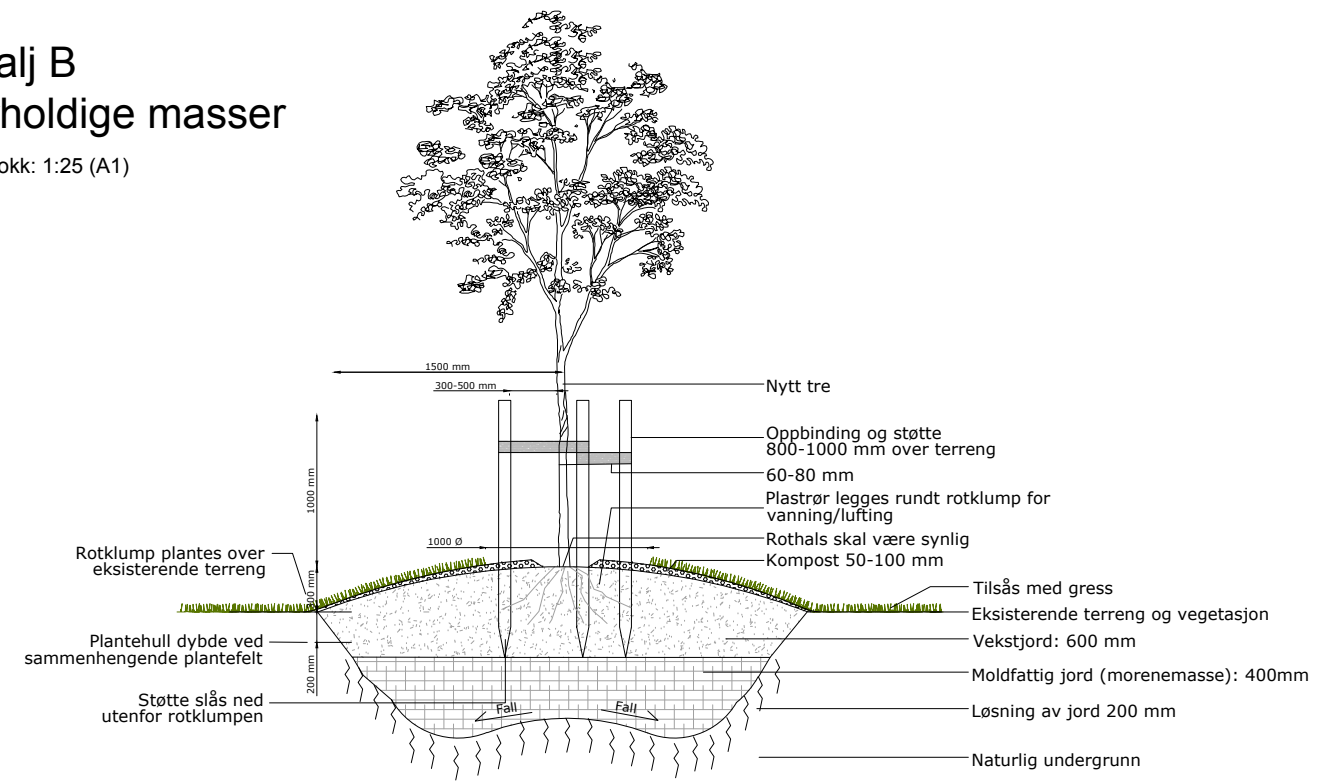 alj B
holdige masser
okk: 1:25 (A1)
1500 mm
300-500 mm
Nytt tre
Oppbinding og støtte
800-1000 mm over terreng
60-80 mm
1000 mm
Plastrør legges rundt rotklump for
vanning/lufting
1000 Ø
Rothals skal være synlig
Kompost 50-100 mm
Rotklump plantes over
eksisterende terreng
Tilsås med gress
Eksisterende terreng og vegetasjon
Plantehull dybde ved
sammenhengende plantefelt
Vekstjord: 600 mm
200 mm
Moldfattig jord (morenemasse): 400mm
Støtte slås ned
utenfor rotklumpen
Fall
Fall
Løsning av jord 200 mm
Naturlig undergrunn